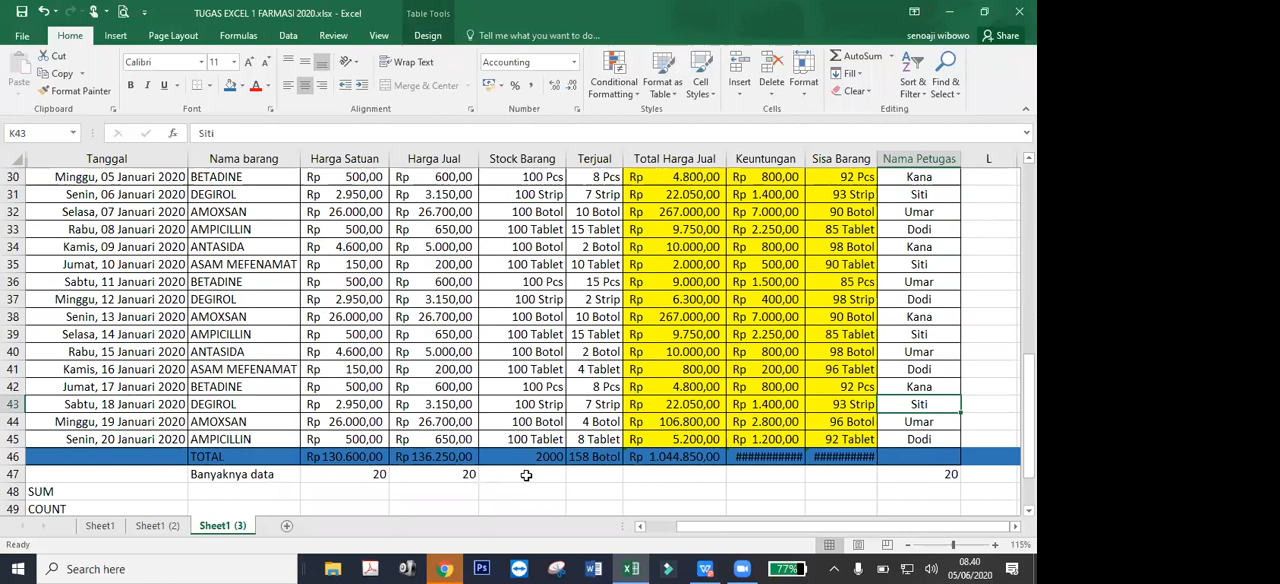 TUGAS EXCEL 1 FARMASI 2020.xlsx - Excel Table Tools
File Home Insert Page Layout Formulas Data Review View Design Tell me what you want to do... senoaji wibowo Share
Paste Cut Copy Format Painter Clipboard
Calibri 11 A A B I U A Font
Wrap Text Merge & Center Alignment
Accounting % , Number
Conditional Formatting Format as Table Cell Styles Styles
Insert Delete Format Cells
AutoSum Fill Clear Sort & Filter Find & Select Editing
K43 fx Siti
Tanggal Nama barang Harga Satuan Harga Jual Stock Barang Terjual Total Harga Jual Keuntungan Sisa Barang Nama Petugas L
30 Minggu, 05 Januari 2020 BETADINE Rp 500,00 Rp 600,00 100 Pcs 8 Pcs Rp 4.800,00 Rp 800,00 92 Pcs Kana
31 Senin, 06 Januari 2020 DEGIROL Rp 2.950,00 Rp 3.150,00 100 Strip 7 Strip Rp 22.050,00 Rp 1.400,00 93 Strip Siti
32 Selasa, 07 Januari 2020 AMOXSAN Rp 26.000,00 Rp 26.700,00 100 Botol 10 Botol Rp 267.000,00 Rp 7.000,00 90 Botol Umar
33 Rabu, 08 Januari 2020 AMPICILLIN Rp 500,00 Rp 650,00 100 Tablet 15 Tablet Rp 9.750,00 Rp 2.250,00 85 Tablet Dodi
34 Kamis, 09 Januari 2020 ANTASIDA Rp 4.600,00 Rp 5.000,00 100 Botol 2 Botol Rp 10.000,00 Rp 800,00 98 Botol Kana
35 Jumat, 10 Januari 2020 ASAM MEFENAMAT Rp 150,00 Rp 200,00 100 Tablet 10 Tablet Rp 2.000,00 Rp 500,00 90 Tablet Siti
36 Sabtu, 11 Januari 2020 BETADINE Rp 500,00 Rp 600,00 100 Pcs 15 Pcs Rp 9.000,00 Rp 1.500,00 85 Pcs Umar
37 Minggu, 12 Januari 2020 DEGIROL Rp 2.950,00 Rp 3.150,00 100 Strip 2 Strip Rp 6.300,00 Rp 400,00 98 Strip Dodi
38 Senin, 13 Januari 2020 AMOXSAN Rp 26.000,00 Rp 26.700,00 100 Botol 10 Botol Rp 267.000,00 Rp 7.000,00 90 Botol Kana
39 Selasa, 14 Januari 2020 AMPICILLIN Rp 500,00 Rp 650,00 100 Tablet 15 Tablet Rp 9.750,00 Rp 2.250,00 85 Tablet Siti
40 Rabu, 15 Januari 2020 ANTASIDA Rp 4.600,00 Rp 5.000,00 100 Botol 2 Botol Rp 10.000,00 Rp 800,00 98 Botol Umar
41 Kamis, 16 Januari 2020 ASAM MEFENAMAT Rp 150,00 Rp 200,00 100 Tablet 4 Tablet Rp 800,00 Rp 200,00 96 Tablet Dodi
42 Jumat, 17 Januari 2020 BETADINE Rp 500,00 Rp 600,00 100 Pcs 8 Pcs Rp 4.800,00 Rp 800,00 92 Pcs Kana
43 Sabtu, 18 Januari 2020 DEGIROL Rp 2.950,00 Rp 3.150,00 100 Strip 7 Strip Rp 22.050,00 Rp 1.400,00 93 Strip Siti
44 Minggu, 19 Januari 2020 AMOXSAN Rp 26.000,00 Rp 26.700,00 100 Botol 4 Botol Rp 106.800,00 Rp 2.800,00 96 Botol Umar
45 Senin, 20 Januari 2020 AMPICILLIN Rp 500,00 Rp 650,00 100 Tablet 8 Tablet Rp 5.200,00 Rp 1.200,00 92 Tablet Dodi
46 TOTAL Rp 130.600,00 Rp 136.250,00 2000 158 Botol Rp 1.044.850,00 ########### ##########
47 Banyaknya data 20 20 20
48 SUM
49 COUNT
Sheet1 Sheet1 (2) Sheet1 (3)
Ready 115%
Search here 77% 08.40
05/06/2020